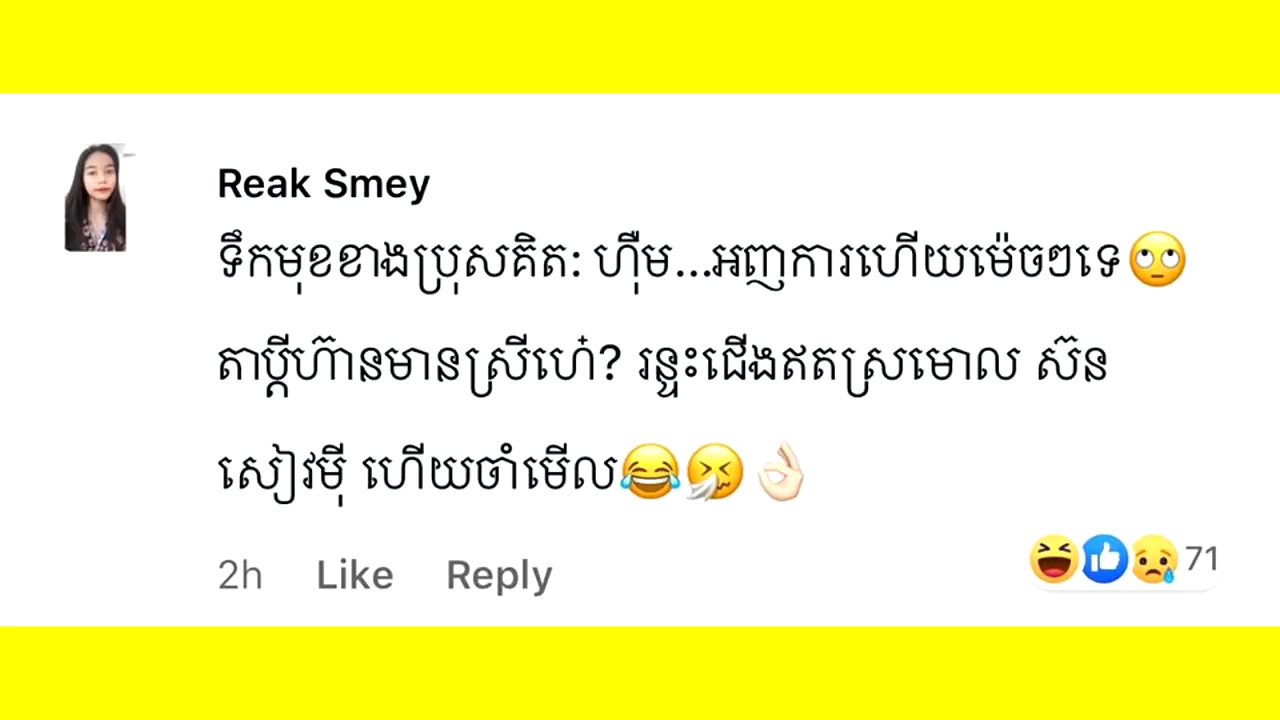 Reak Smey
ទឹកមុខខាងប្រុសគិត: ហ៊ឺម...អញការហើយម៉េចៗទេ🙄
តាប្ដីហ៊ានមានស្រីហេ៎? រន្ទះជើងឥតស្រមោល ស៊ន
សៀវម៉ី ហើយចាំមើល😂🤧👌🏻
2h Like Reply 71